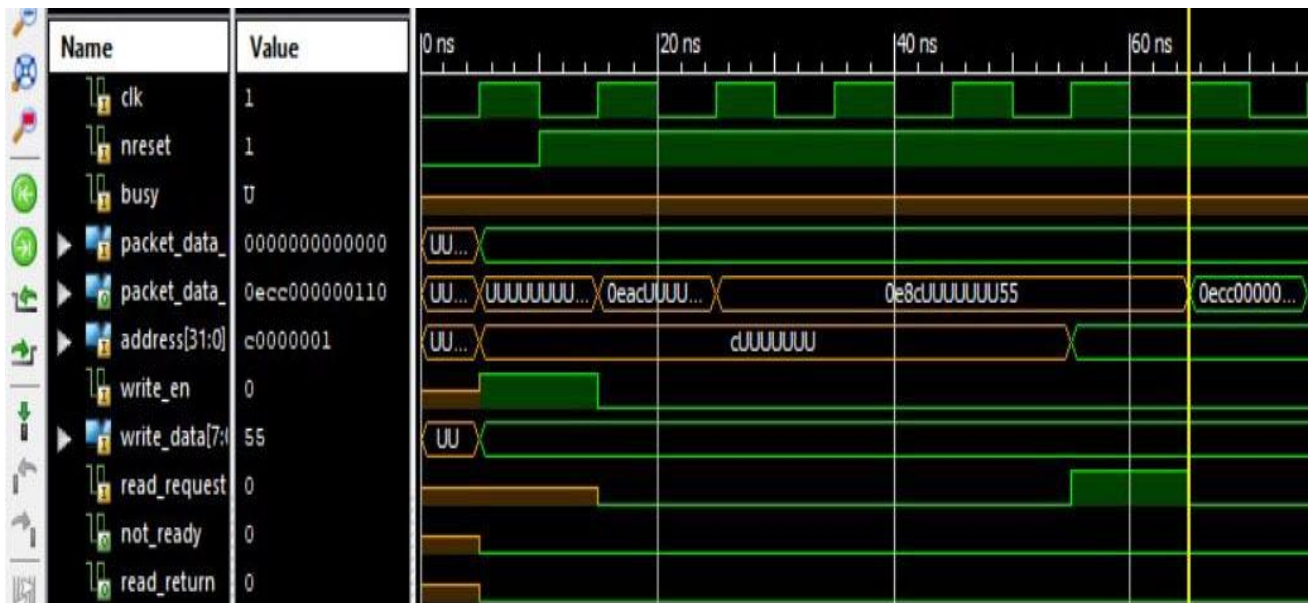 Name Value 0 ns 20 ns 40 ns 60 ns
clk 1
nreset 1
busy U
packet_data_ 0000000000000 UU...
packet_data_ 0ecc000000110 UU... UUUUUUUU... 0eacUUUU... 0e8cUUUUUUU55 0ecc00000...
address[31:0] c0000001 UU... cUUUUUUU
write_en 0
write_data[7:0 55 UU
read_request 0
not_ready 0
read_return 0